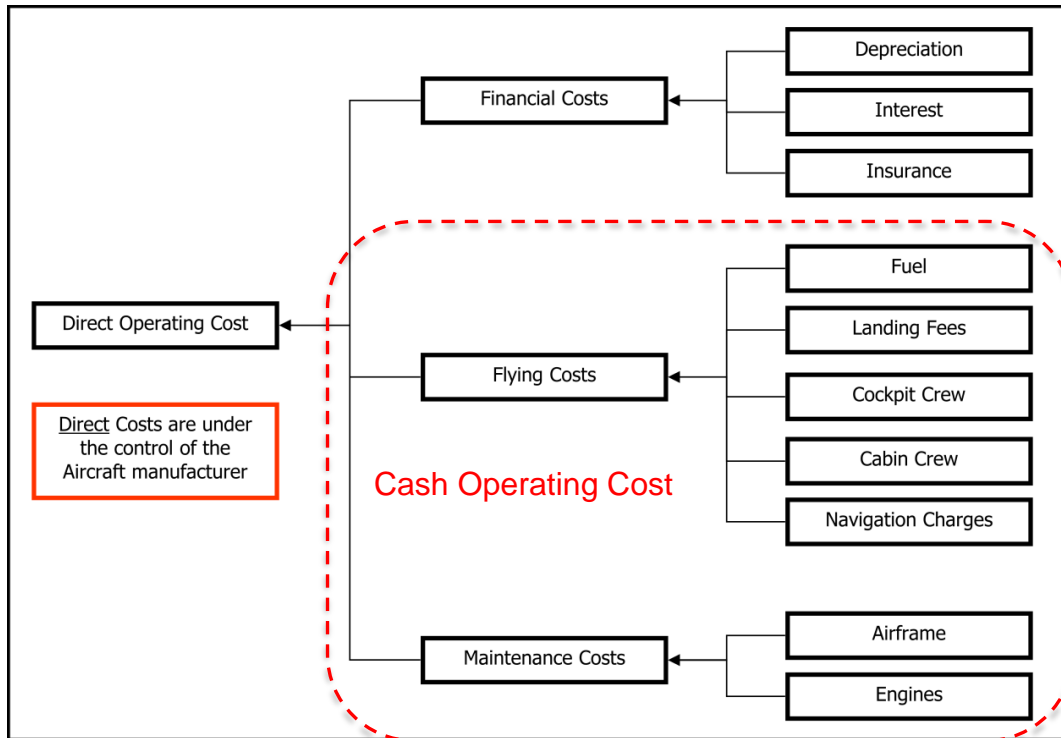 Depreciation
Financial Costs
Interest
Insurance
Fuel
Direct Operating Cost
Landing Fees
Flying Costs
Cockpit Crew
Direct Costs are under
the control of the
Aircraft manufacturer
Cabin Crew
Cash Operating Cost
Navigation Charges
Airframe
Maintenance Costs
Engines